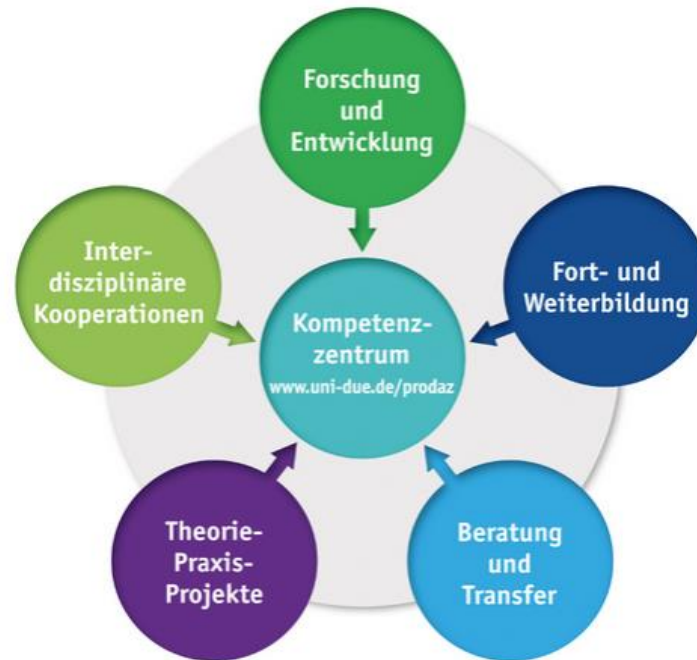 Forschung
und
Entwicklung
Inter-
disziplinäre
Kooperationen
Fort- und
Weiterbildung
Kompetenz-
zentrum
www.uni-due.de/prodaz
Theorie-
Praxis-
Projekte
Beratung
und
Transfer